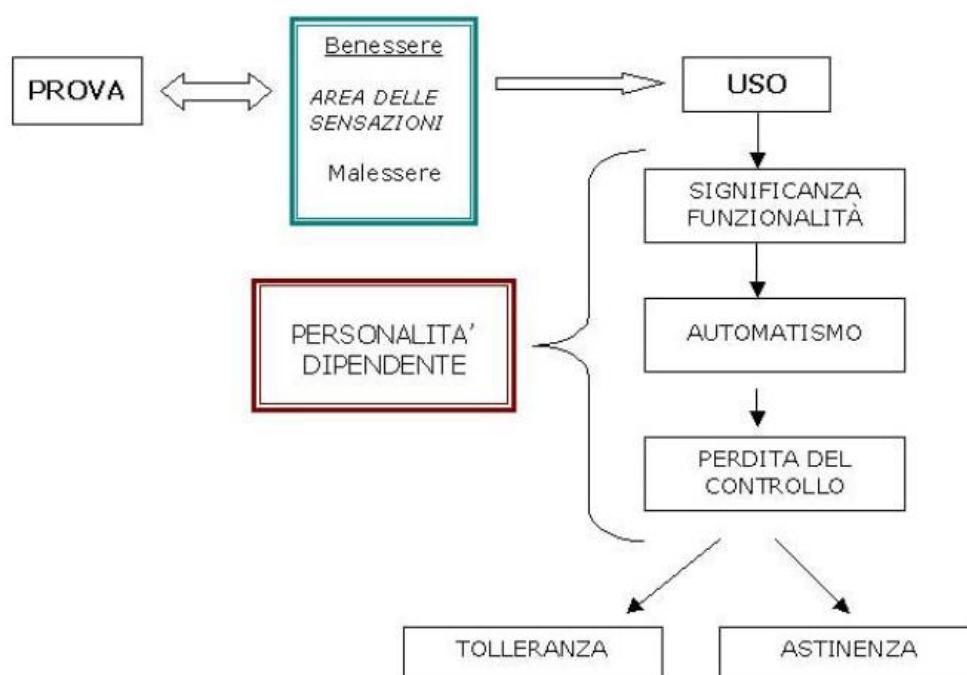 PROVA
Benessere
AREA DELLE
SENSAZIONI
Malessere
USO
SIGNIFICANZA
FUNZIONALITÀ
PERSONALITA’
DIPENDENTE
AUTOMATISMO
PERDITA DEL
CONTROLLO
TOLLERANZA
ASTINENZA